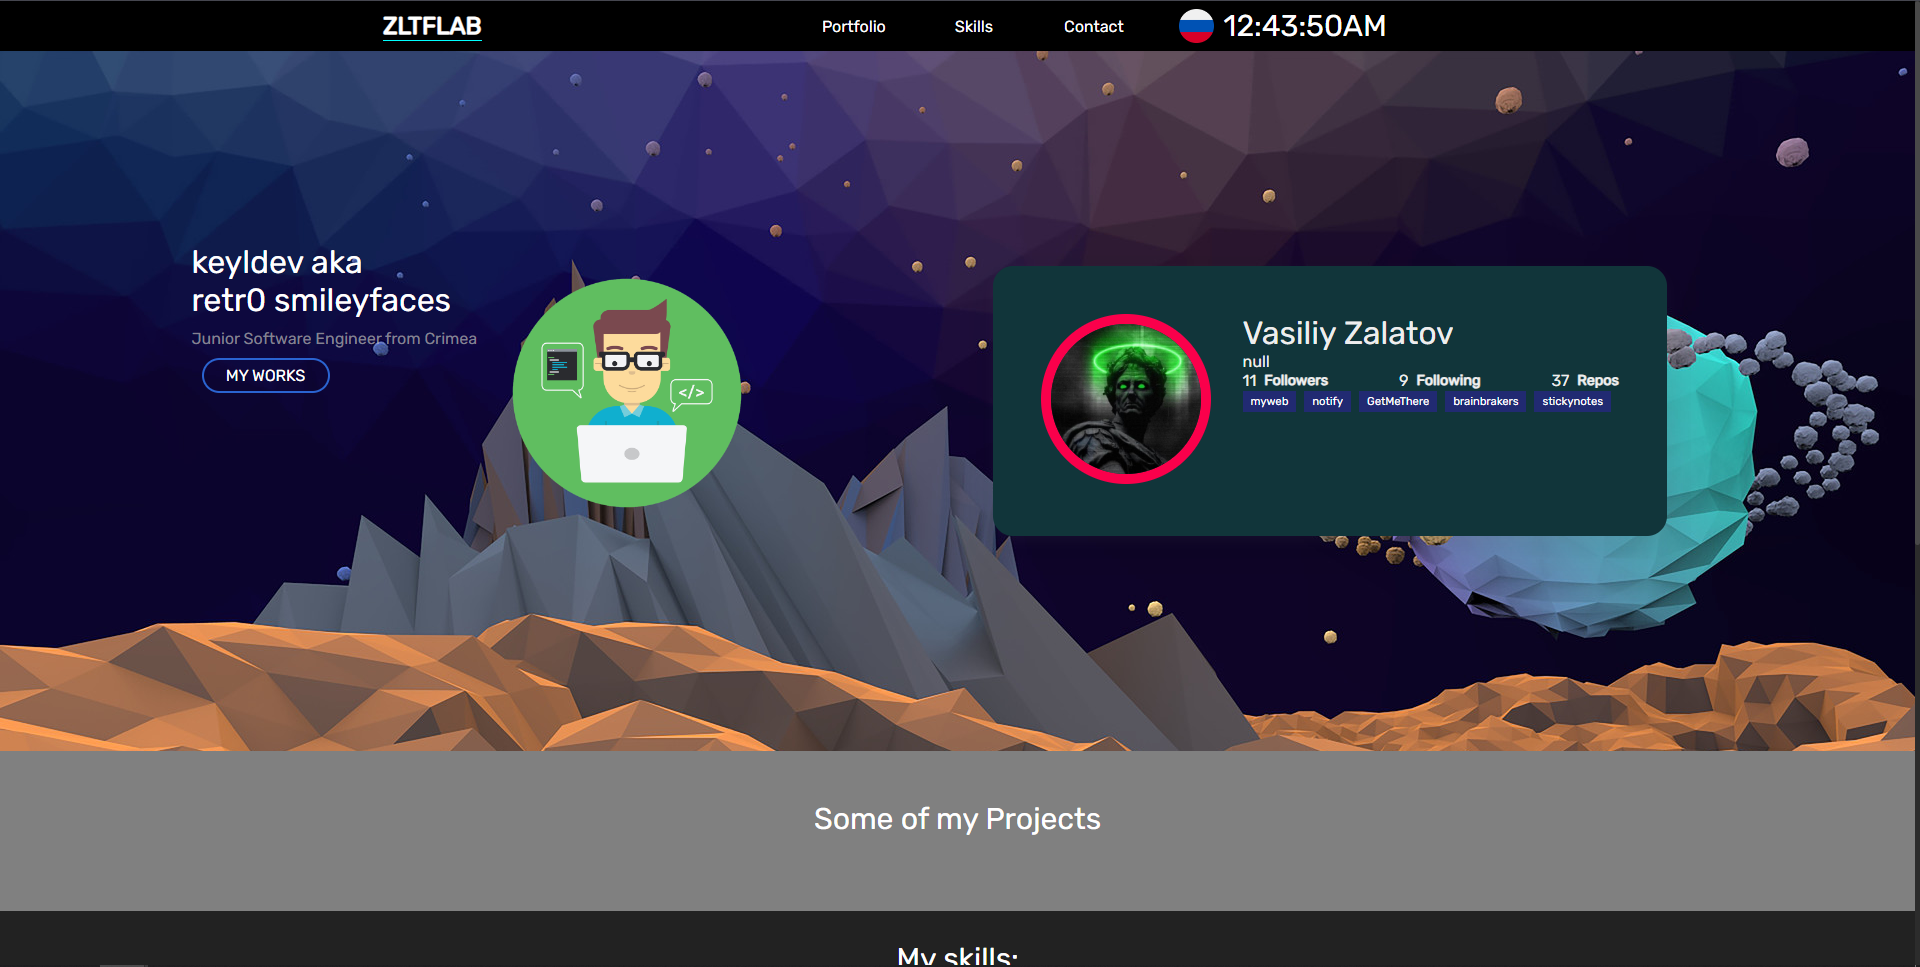 ZLTFLAB
Portfolio
Skills
Contact
12:43:50AM
keyldev aka
retr0 smileyfaces
Junior Software Engineer from Crimea
MY WORKS
</>
Vasiliy Zalatov
null
11 Followers
9 Following
37 Repos
myweb
notify
GetMeThere
brainbrakers
stickynotes
Some of my Projects
My skills: